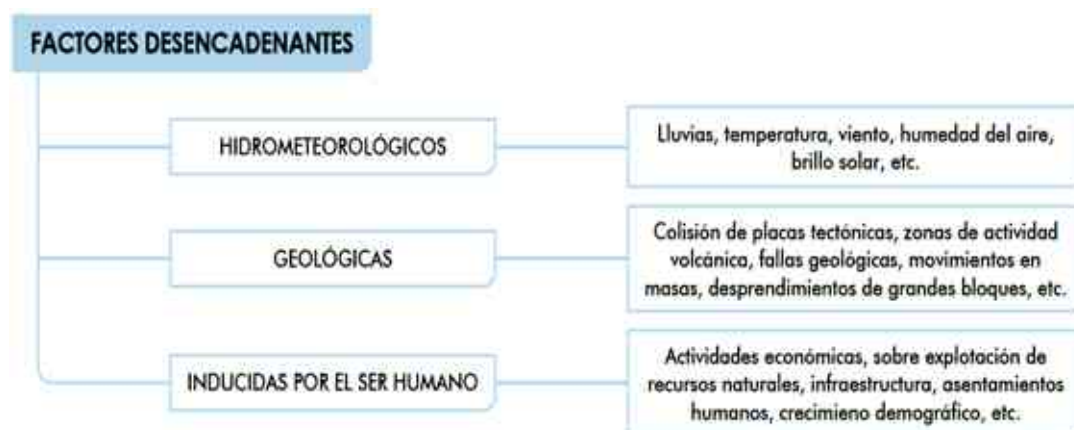 FACTORES DESENCADENANTES
HIDROMETEOROLÓGICOS
Lluvias, temperatura, viento, humedad del aire,
brillo solar, etc.
GEOLÓGICAS
Colisión de placas tectónicas, zonas de actividad
volcánica, fallas geológicas, movimientos en
masas, desprendimientos de grandes bloques, etc.
INDUCIDAS POR EL SER HUMANO
Actividades económicas, sobre explotación de
recursos naturales, infraestructura, asentamientos
humanos, crecimieno demográfico, etc.